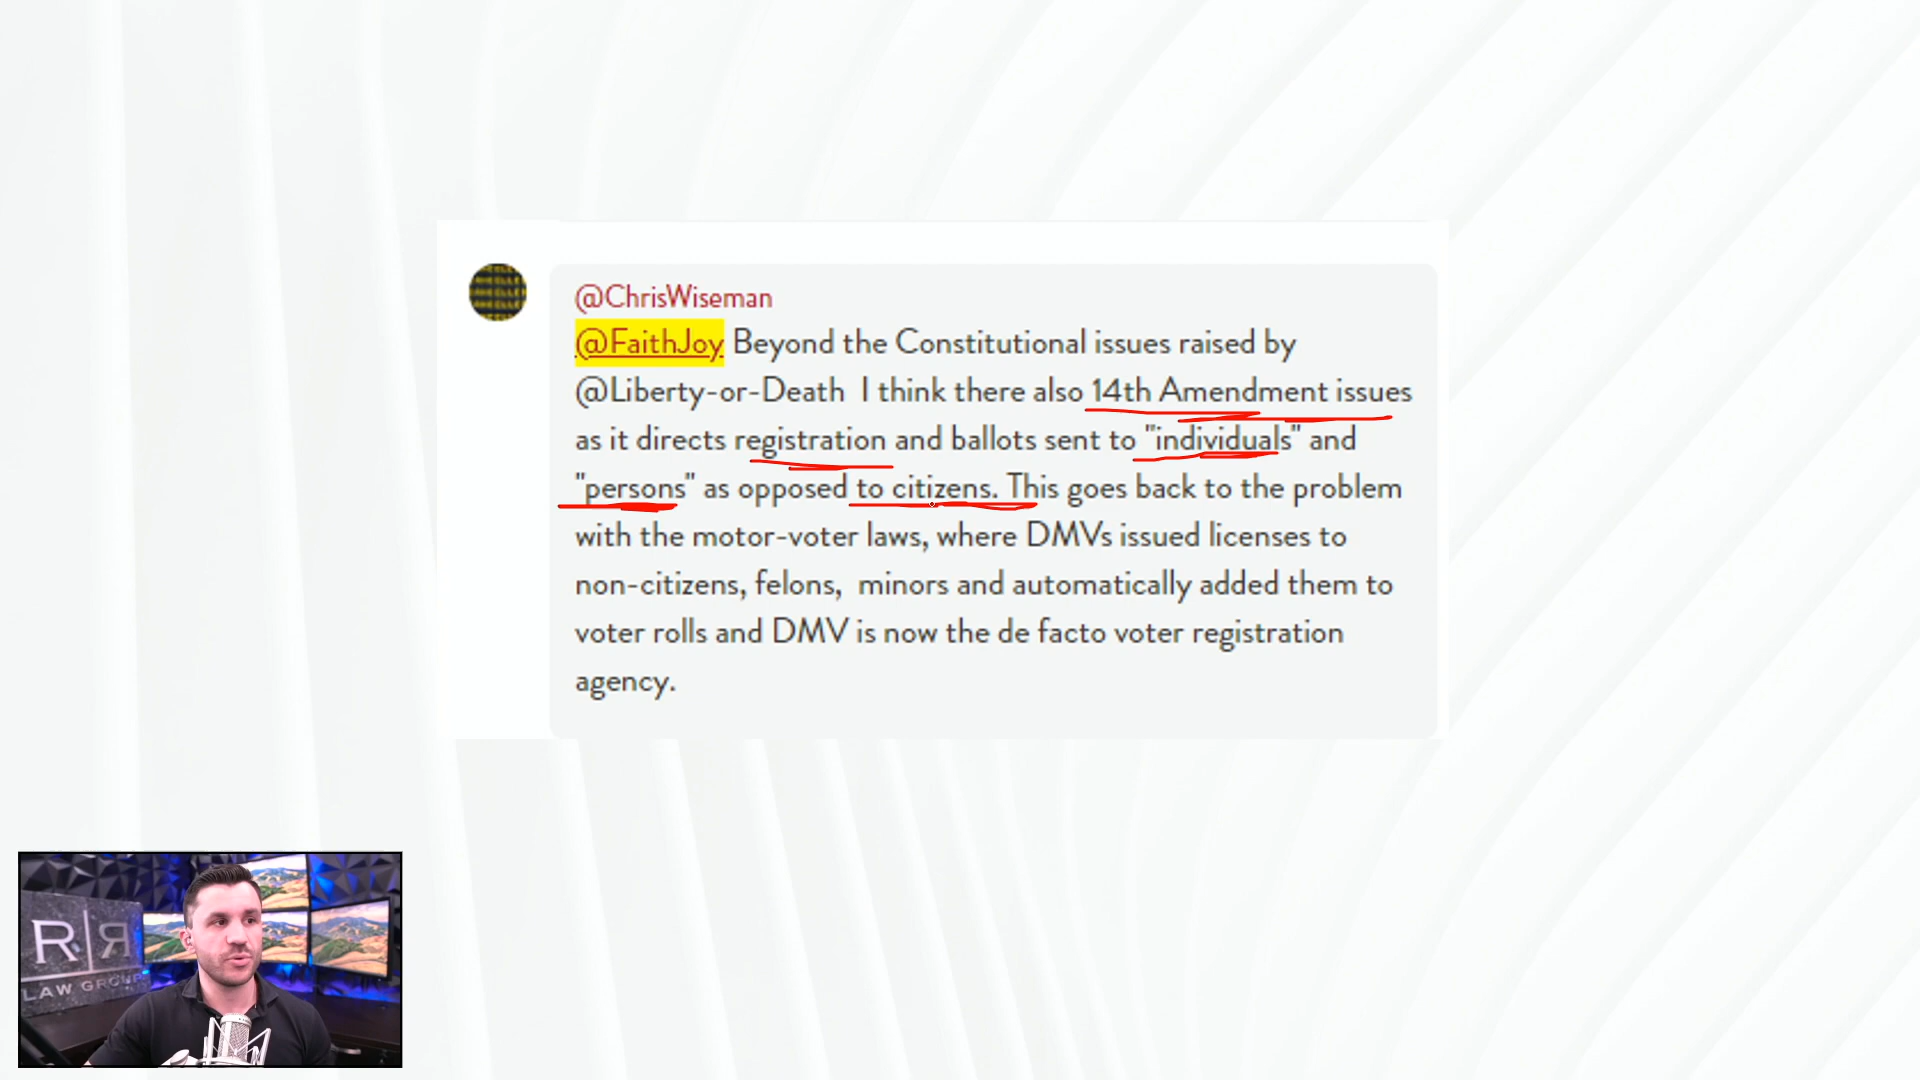 @ChrisWiseman
@FaithJoy Beyond the Constitutional issues raised by
@Liberty-or-Death  I think there also 14th Amendment issues
as it directs registration and ballots sent to "individuals" and
"persons" as opposed to citizens. This goes back to the problem
with the motor-voter laws, where DMVs issued licenses to
non-citizens, felons,  minors and automatically added them to
voter rolls and DMV is now the de facto voter registration
agency.
R|R
LAW GROUP